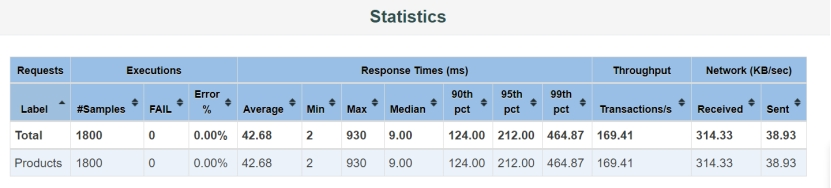 Statistics
Requests Executions Response Times (ms) Throughput Network (KB/sec)
Label #Samples FAIL Error % Average Min Max Median 90th pct 95th pct 99th pct Transactions/s Received Sent
Total 1800 0 0.00% 42.68 2 930 9.00 124.00 212.00 464.87 169.41 314.33 38.93
Products 1800 0 0.00% 42.68 2 930 9.00 124.00 212.00 464.87 169.41 314.33 38.93